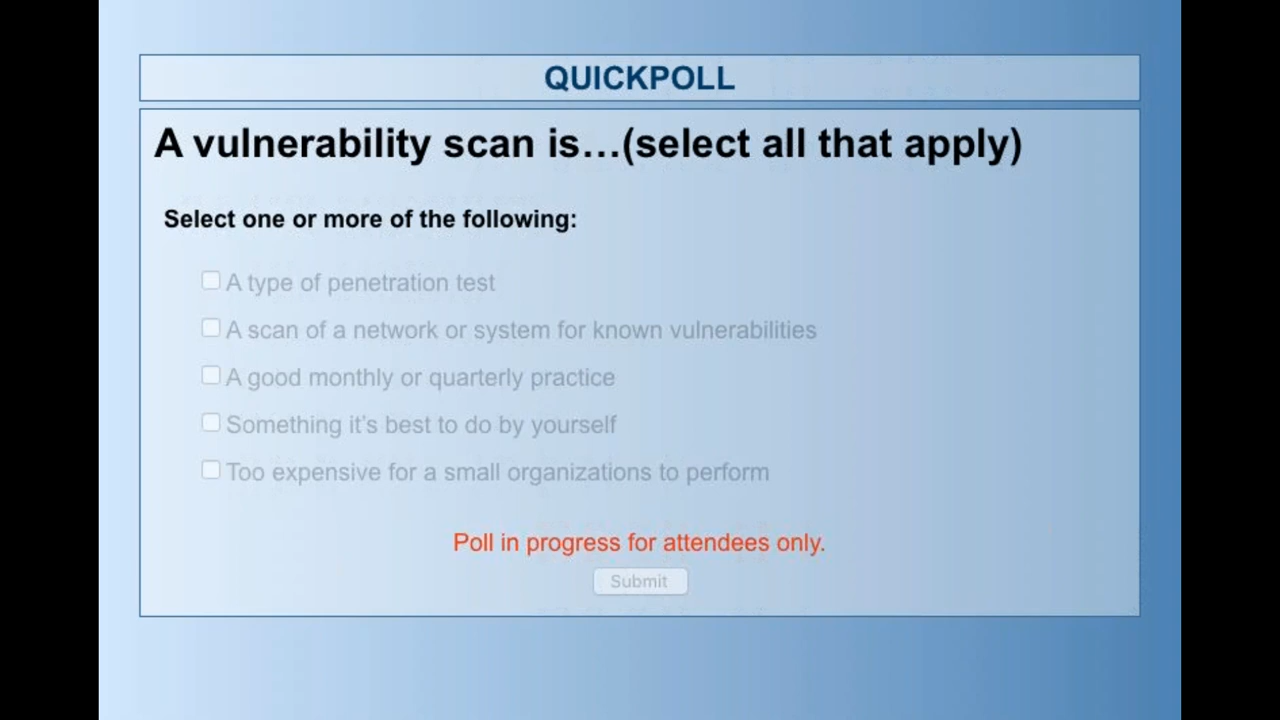 QUICKPOLL
A vulnerability scan is...(select all that apply)
Select one or more of the following:
A type of penetration test
A scan of a network or system for known vulnerabilities
A good monthly or quarterly practice
Something it's best to do by yourself
Too expensive for a small organizations to perform
Poll in progress for attendees only.
Submit